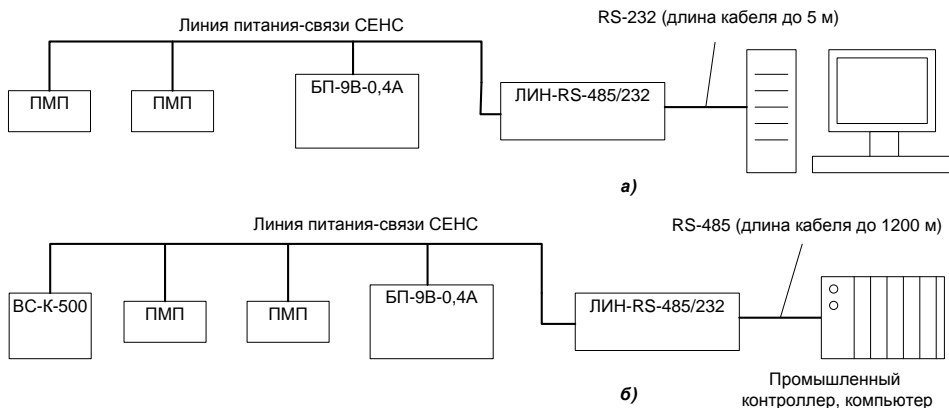 RS-232 (длина кабеля до 5 м)
Линия питания-связи СЕНС
ПМП
ПМП
БП-9В-0,4А
ЛИН-RS-485/232
а)
Линия питания-связи СЕНС
RS-485 (длина кабеля до 1200 м)
ВС-К-500
ПМП
ПМП
БП-9В-0,4А
ЛИН-RS-485/232
б)
Промышленный
контроллер, компьютер